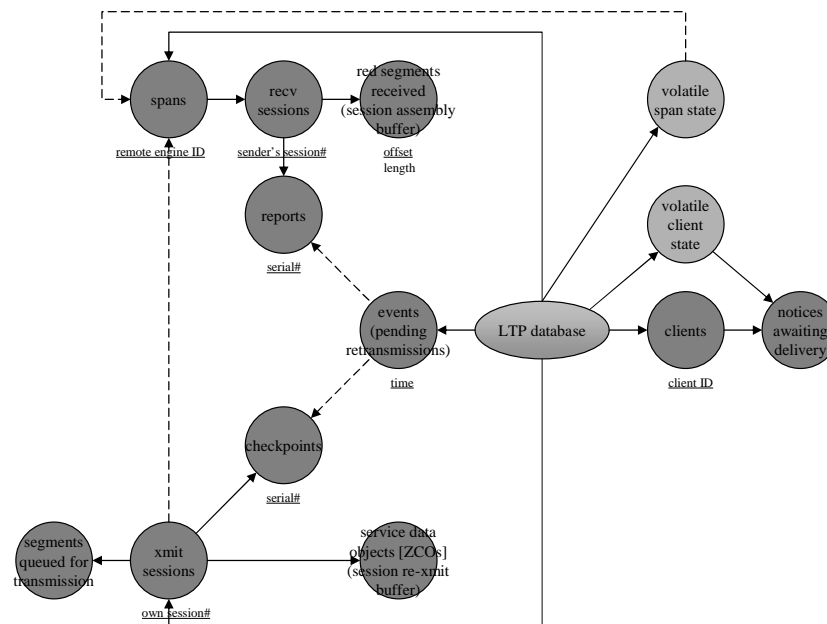 spans
remote engine ID
recv
sessions
sender's session#
red segments
received
(session assembly
buffer)
offset
length
volatile
span state
reports
serial#
volatile
client
state
events
(pending
retransmissions)
time
LTP database
clients
client ID
notices
awaiting
delivery
checkpoints
serial#
segments
queued for
transmission
xmit
sessions
own session#
service data
objects [ZCOs]
(session re-xmit
buffer)